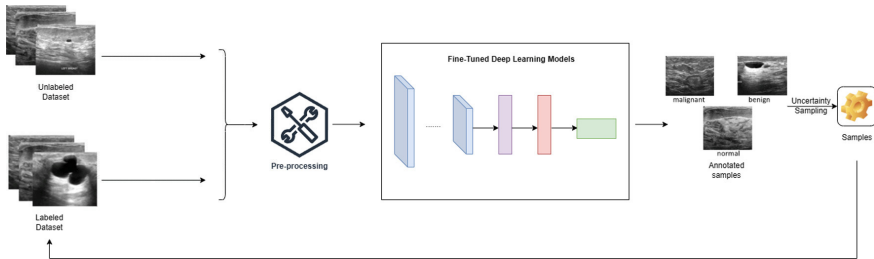 Unlabeled
Dataset
Labeled
Dataset
Pre-processing
Fine-Tuned Deep Learning Models
........
malignant
benign
normal
Annotated
samples
Uncertainty
Sampling
Samples